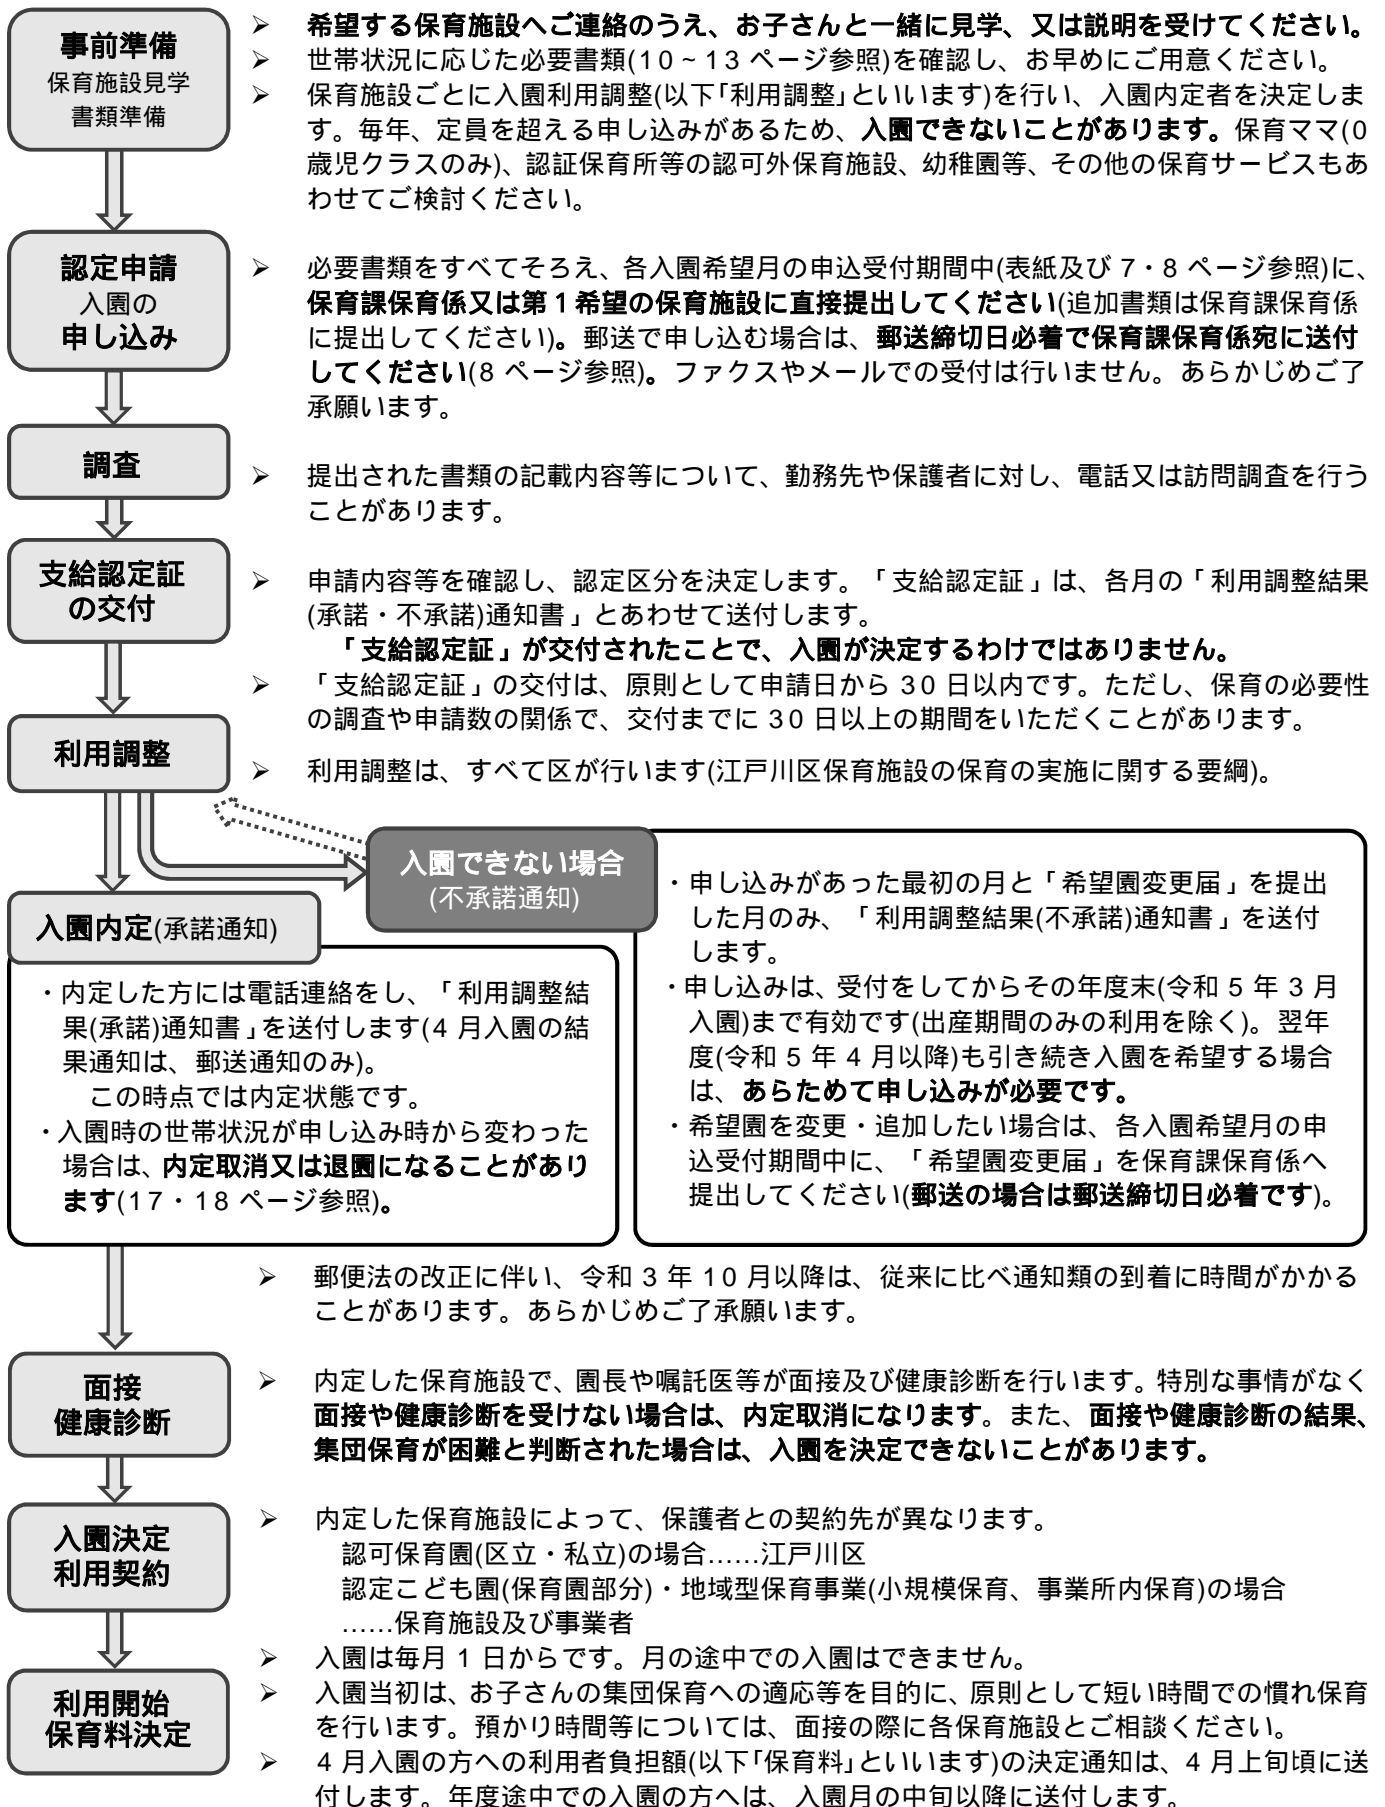 事前準備
保育施設見学
書類準備
➢ 希望する保育施設へご連絡のうえ、お子さんと一緒に見学、又は説明を受けてください。
➢ 世帯状況に応じた必要書類(10~13 ページ参照)を確認し、お早めにご用意ください。
➢ 保育施設ごとに入園利用調整(以下「利用調整」といいます)を行い、入園内定者を決定しま
す。毎年、定員を超える申し込みがあるため、入園できないことがあります。保育ママ(0
歳児クラスのみ)、認証保育所等の認可外保育施設、幼稚園等、その他の保育サービスもあ
わせてご検討ください。
認定申請
入園の
申し込み
➢ 必要書類をすべてそろえ、各入園希望月の申込受付期間中(表紙及び 7・8 ページ参照)に、
保育課保育係又は第1希望の保育施設に直接提出してください(追加書類は保育課保育係
に提出してください)。郵送で申し込む場合は、郵送締切日必着で保育課保育係宛に送付
してください(8 ページ参照)。ファクスやメールでの受付は行いません。あらかじめご了
承願います。
調査
➢ 提出された書類の記載内容等について、勤務先や保護者に対し、電話又は訪問調査を行う
ことがあります。
支給認定証
の交付
➢ 申請内容等を確認し、認定区分を決定します。「支給認定証」は、各月の「利用調整結果
(承諾・不承諾)通知書」とあわせて送付します。
「支給認定証」が交付されたことで、入園が決定するわけではありません。
➢ 「支給認定証」の交付は、原則として申請日から 30 日以内です。ただし、保育の必要性
の調査や申請数の関係で、交付までに 30 日以上の期間をいただくことがあります。
利用調整
➢ 利用調整は、すべて区が行います(江戸川区保育施設の保育の実施に関する要綱)。
入園できない場合
(不承諾通知)
・申し込みがあった最初の月と「希望園変更届」を提出
した月のみ、「利用調整結果(不承諾)通知書」を送付
します。
・申し込みは、受付をしてからその年度末(令和 5 年 3 月
入園)まで有効です(出産期間のみの利用を除く)。翌年
度(令和 5 年 4 月以降)も引き続き入園を希望する場合
は、あらためて申し込みが必要です。
・希望園を変更・追加したい場合は、各入園希望月の申
込受付期間中に、「希望園変更届」を保育課保育係へ
提出してください(郵送の場合は郵送締切日必着です)。
入園内定(承諾通知)
・内定した方には電話連絡をし、「利用調整結
果(承諾)通知書」を送付します(4 月入園の結
果通知は、郵送通知のみ)。
この時点では内定状態です。
・入園時の世帯状況が申し込み時から変わった
場合は、内定取消又は退園になることがあり
ます(17・18 ページ参照)。
➢ 郵便法の改正に伴い、令和 3 年 10 月以降は、従来に比べ通知類の到着に時間がかかる
ことがあります。あらかじめご了承願います。
面接
健康診断
➢ 内定した保育施設で、園長や嘱託医等が面接及び健康診断を行います。特別な事情がなく
面接や健康診断を受けない場合は、内定取消になります。また、面接や健康診断の結果、
集団保育が困難と判断された場合は、入園を決定できないことがあります。
入園決定
利用契約
➢ 内定した保育施設によって、保護者との契約先が異なります。
認可保育園(区立・私立)の場合……江戸川区
認定こども園(保育園部分)・地域型保育事業(小規模保育、事業所内保育)の場合
……保育施設及び事業者
➢ 入園は毎月 1 日からです。月の途中での入園はできません。
利用開始
保育料決定
➢ 入園当初は、お子さんの集団保育への適応等を目的に、原則として短い時間での慣れ保育
を行います。預かり時間等については、面接の際に各保育施設とご相談ください。
➢ 4 月入園の方への利用者負担額(以下「保育料」といいます)の決定通知は、4 月上旬頃に送
付します。年度途中での入園の方へは、入園月の中旬以降に送付します。